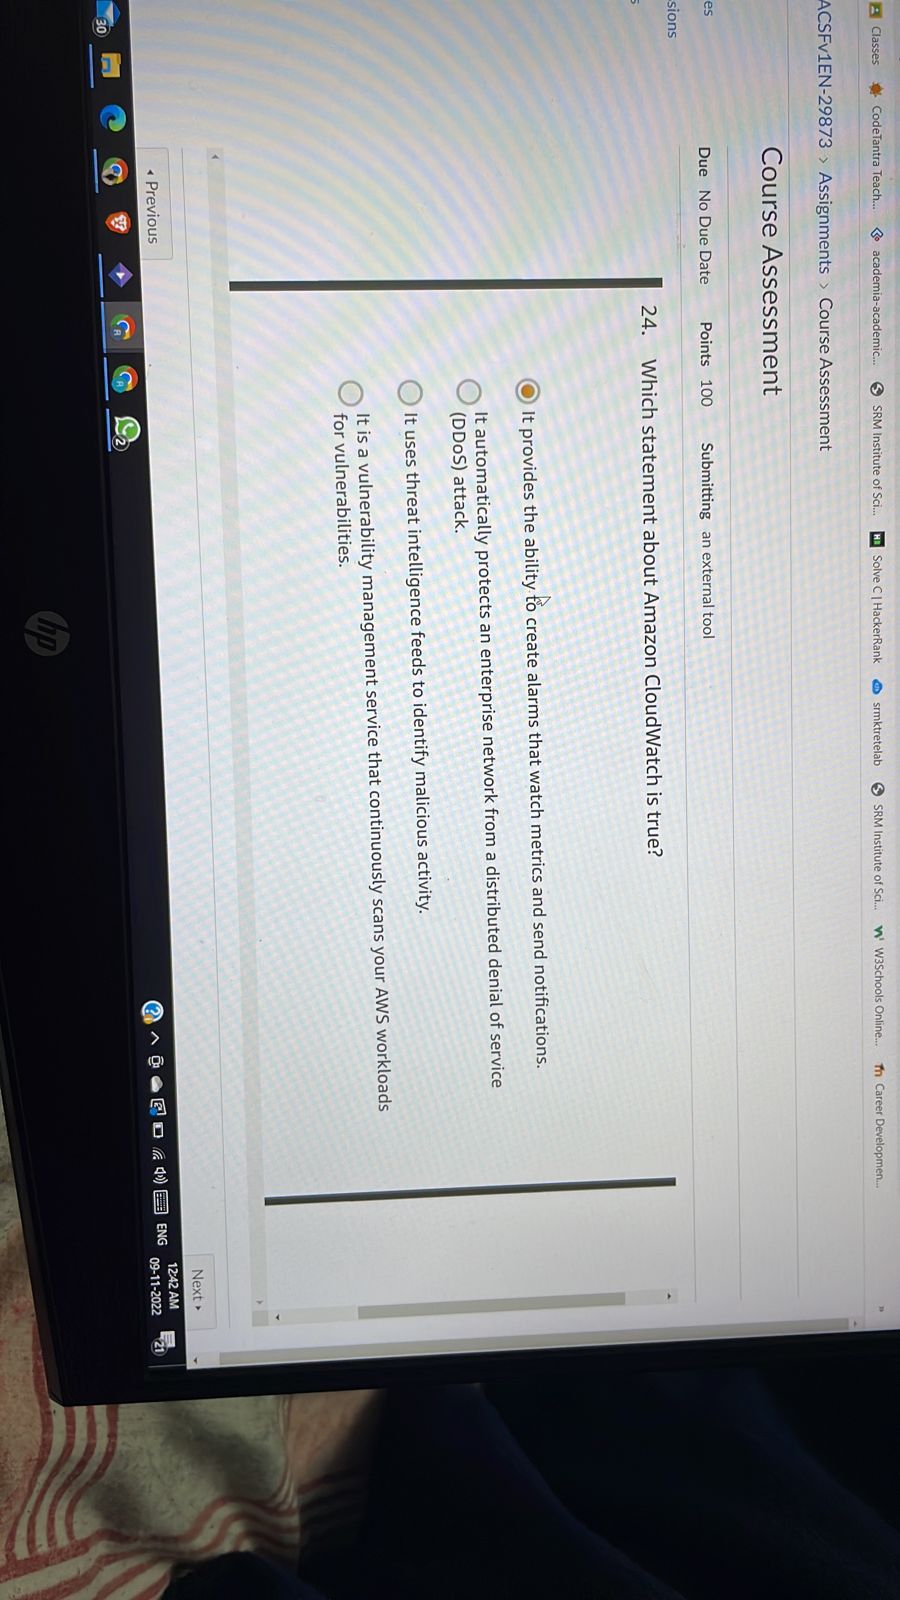 Classes
CodeTantra Teach...
academia-academic...
SRM Institute of Sci...
Solve C | HackerRank
srmktretelab
SRM Institute of Sci...
W3Schools Online...
Career Developmen...
»
ACSFv1EN-29873 > Assignments > Course Assessment
es
sions
s
Course Assessment
Due No Due Date Points 100 Submitting an external tool
24. Which statement about Amazon CloudWatch is true?
It provides the ability to create alarms that watch metrics and send notifications.
It automatically protects an enterprise network from a distributed denial of service
(DDoS) attack.
It uses threat intelligence feeds to identify malicious activity.
It is a vulnerability management service that continuously scans your AWS workloads
for vulnerabilities.
Previous
Next
30
2
ENG
12:42 AM
09-11-2022
21
hp